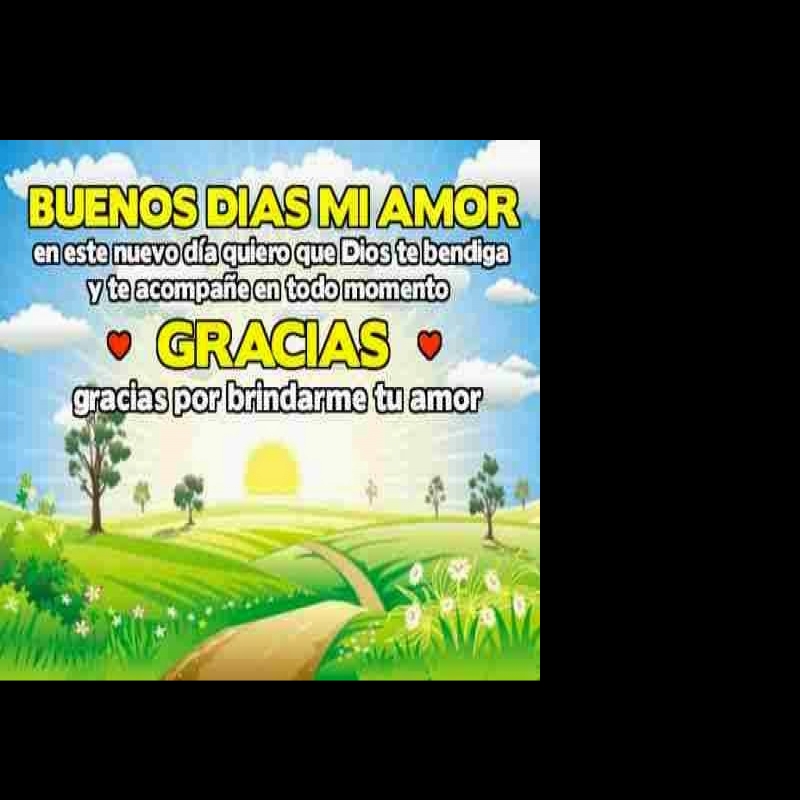 BUENOS DIAS MI AMOR
en este nuevo día quiero que Dios te bendiga
y te acompañe en todo momento
GRACIAS
gracias por brindarme tu amor